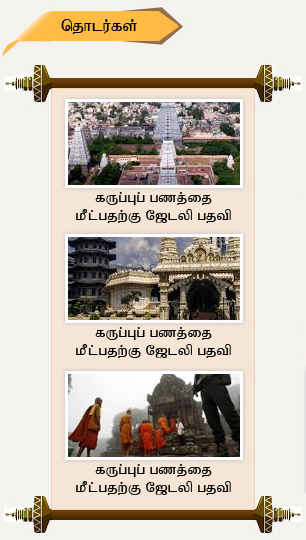 தொடர்கள்
கருப்புப் பணத்தை
மீட்பதற்கு ஜேடலி பதவி
கருப்புப் பணத்தை
மீட்பதற்கு ஜேடலி பதவி
கருப்புப் பணத்தை
மீட்பதற்கு ஜேடலி பதவி